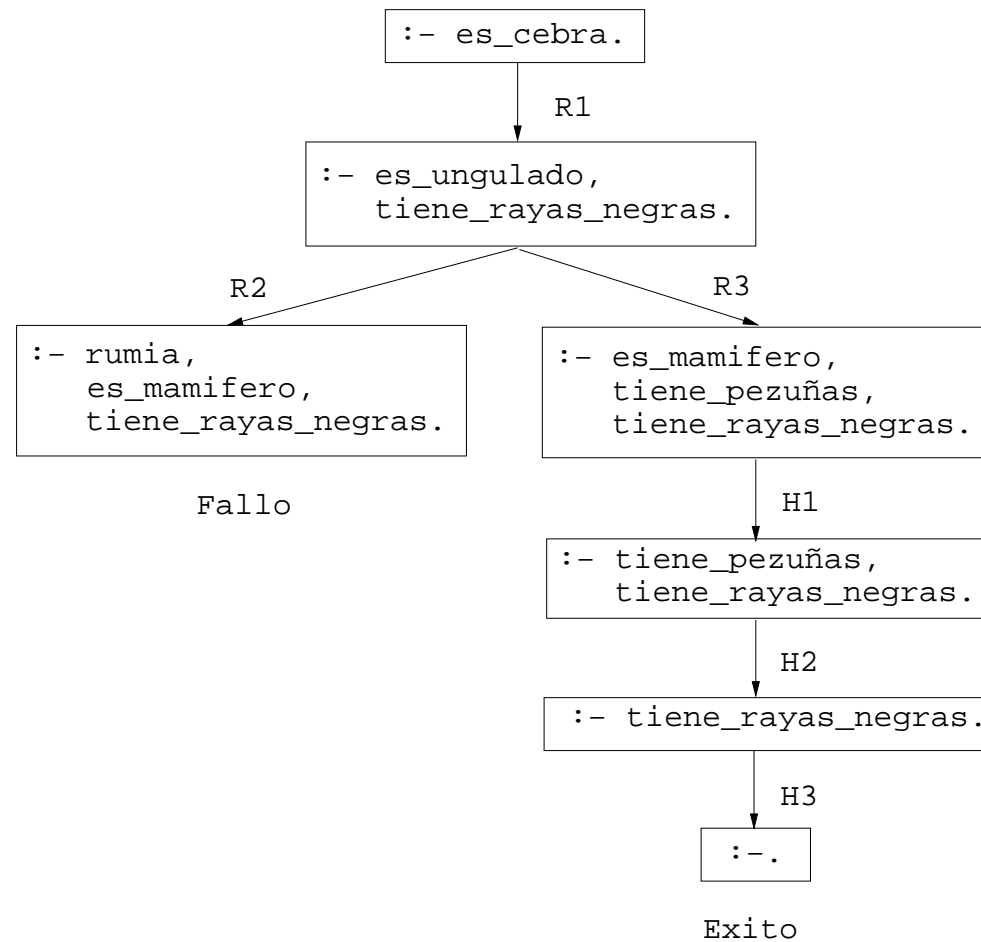 :- es_cebra.
R1
:- es_ungulado,
tiene_rayas_negras.
R2
R3
:- rumia,
es_mamifero,
tiene_rayas_negras.
Fallo
:- es_mamifero,
tiene_pezuñas,
tiene_rayas_negras.
H1
:- tiene_pezuñas,
tiene_rayas_negras.
H2
:- tiene_rayas_negras.
H3
:-.
Exito